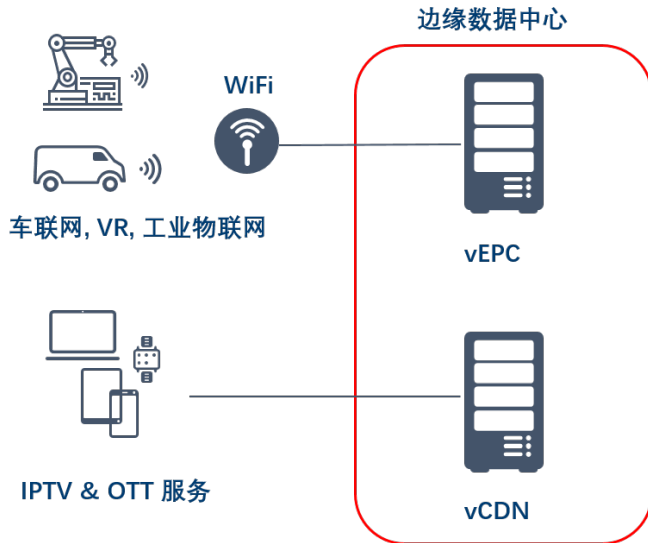 边缘数据中心
WiFi
车联网, VR, 工业物联网
vEPC
IPTV & OTT 服务
vCDN